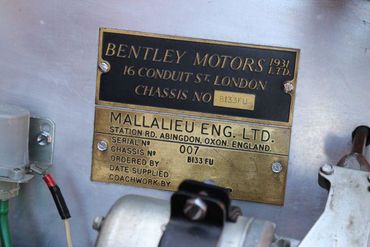 BENTLEY MOTORS 1931 LTD.
16 CONDUIT ST. LONDON
CHASSIS NO B133FU
MALLALIEU ENG. LTD.
STATION RD. ABINGDON, OXON. ENGLAND.
SERIAL Nº 007
CHASSIS Nº B133 FU
ORDERED BY
DATE SUPPLIED
COACHWORK BY